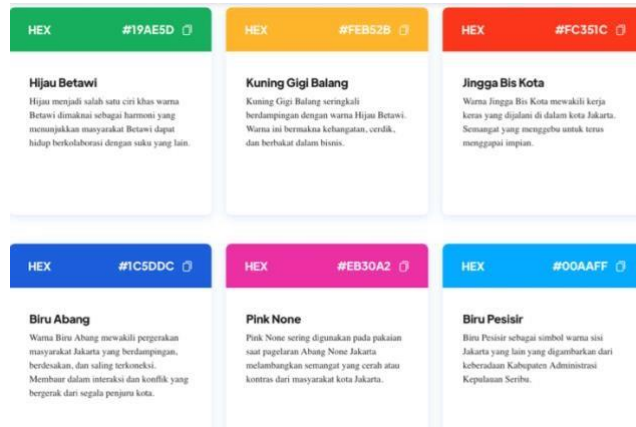 HEX #19AE5D
Hijau Betawi
Hijau menjadi salah satu ciri khas warna
Betawi dimaknai sebagai harmoni yang
menunjukkan masyarakat Betawi dapat
hidup berkolaborasi dengan suku yang lain.
HEX #FEB52B
Kuning Gigi Balang
Kuning Gigi Balang seringkali
berdampingan dengan warna Hijau Betawi.
Warna ini bermakna kehangatan, cerdik,
dan berbakat dalam bisnis.
HEX #FC351C
Jingga Bis Kota
Warna Jingga Bis Kota mewakili kerja
keras yang dijalani di dalam kota Jakarta.
Semangat yang menggebu untuk terus
menggapai impian.
HEX #1C5DDC
Biru Abang
Warna Biru Abang mewakili pergerakan
masyarakat Jakarta yang berdampingan,
berdesakan, dan saling terkoneksi.
Membaur dalam interaksi dan konflik yang
bergerak dari segala penjuru kota.
HEX #EB30A2
Pink None
Pink None sering digunakan pada pakaian
saat pagelaran Abang None Jakarta
melambangkan semangat yang cerah atau
kontras dari masyarakat kota Jakarta.
HEX #00AAFF
Biru Pesisir
Biru Pesisir sebagai simbol warna sisi
Jakarta yang lain yang digambarkan dari
keberadaan Kabupaten Administrasi
Kepulauan Seribu.